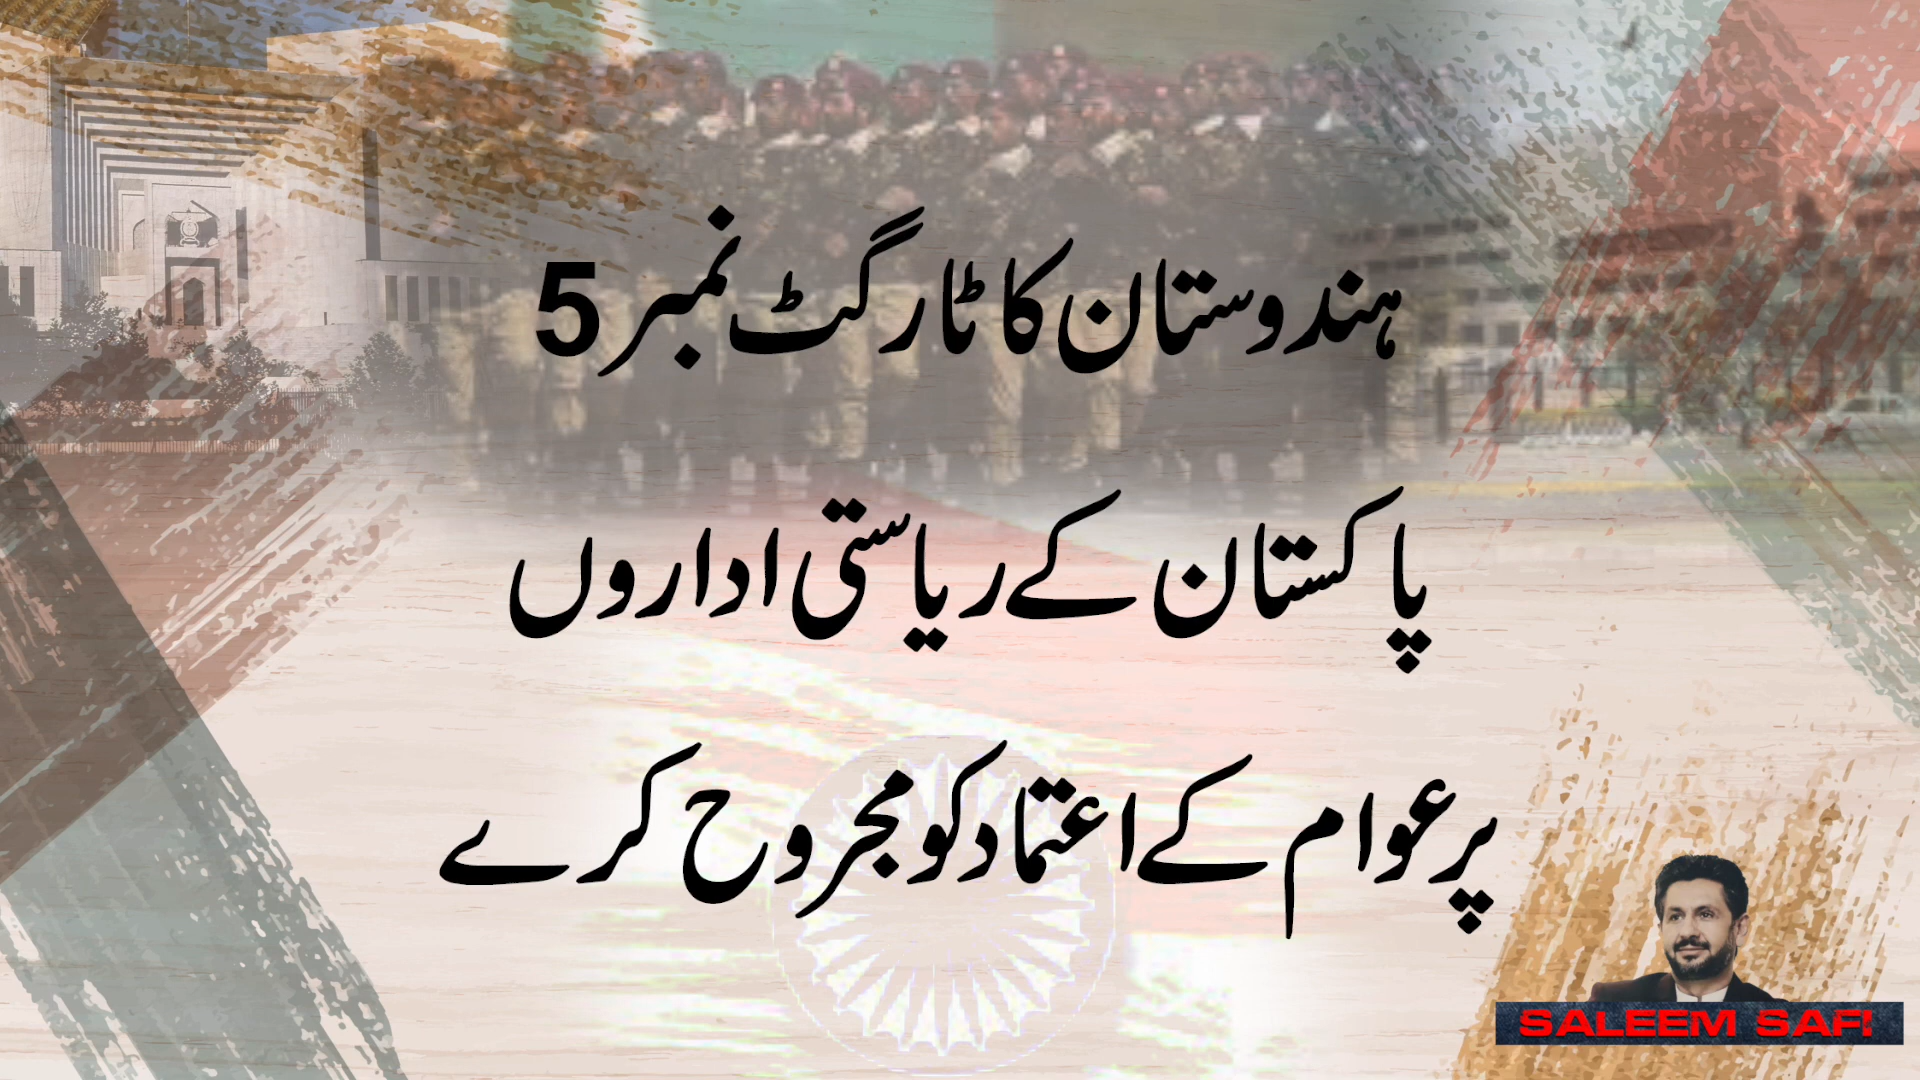 ہندوستان کا ٹارگٹ نمبر 5
پاکستان کے ریاستی اداروں
پر عوام کے اعتماد کو مجروح کرے
SALEEM SAFI